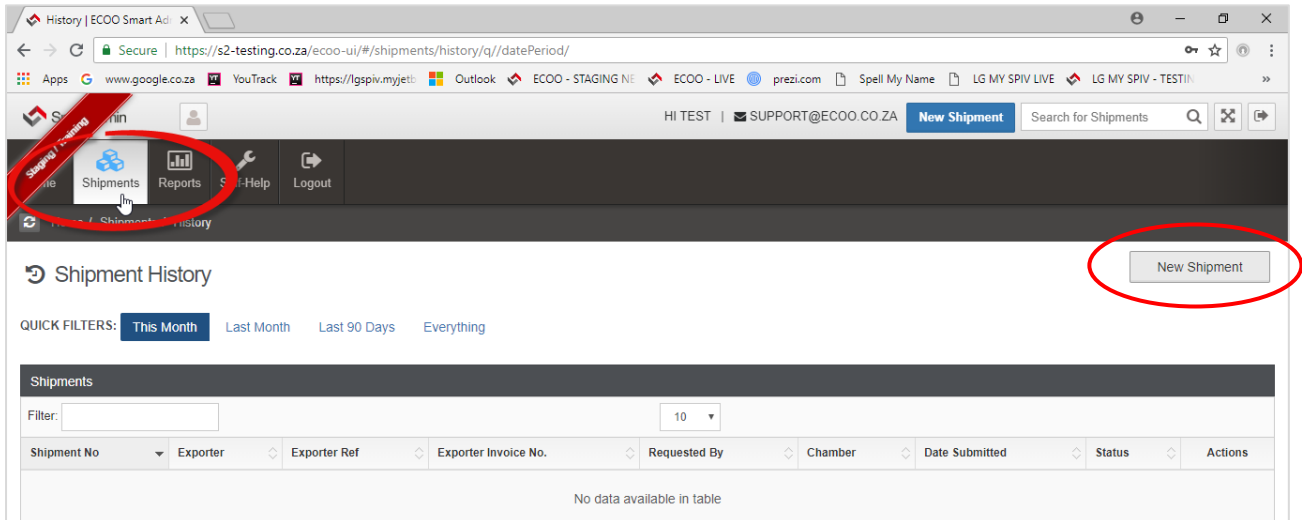 History | ECOO Smart Ad
Secure | https://s2-testing.co.za/ecoo-ui/#/shipments/history/q//datePeriod/
Apps www.google.co.za YouTrack https://lgspiv.myjetb Outlook ECOO - STAGING NE ECOO - LIVE prezi.com Spell My Name LG MY SPIV LIVE LG MY SPIV - TESTIN »
HI TEST | SUPPORT@ECOO.CO.ZA New Shipment Search for Shipments
Staging / Training
Shipments Reports Self-Help Logout
Home / Shipments / History
Shipment History New Shipment
QUICK FILTERS: This Month Last Month Last 90 Days Everything
Shipments
Filter: 10
Shipment No Exporter Exporter Ref Exporter Invoice No. Requested By Chamber Date Submitted Status Actions
No data available in table